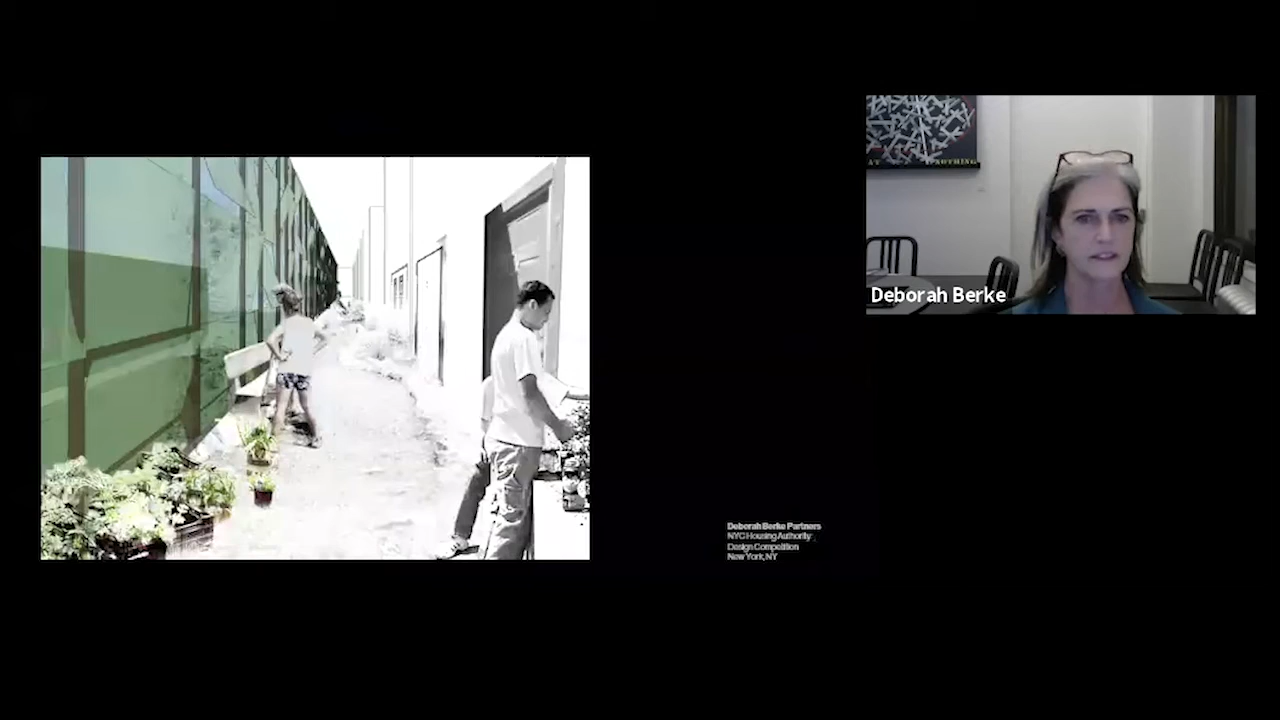 Deborah Berke
Deborah Berke Partners
NYC Housing Authority
Design Competition
New York, NY